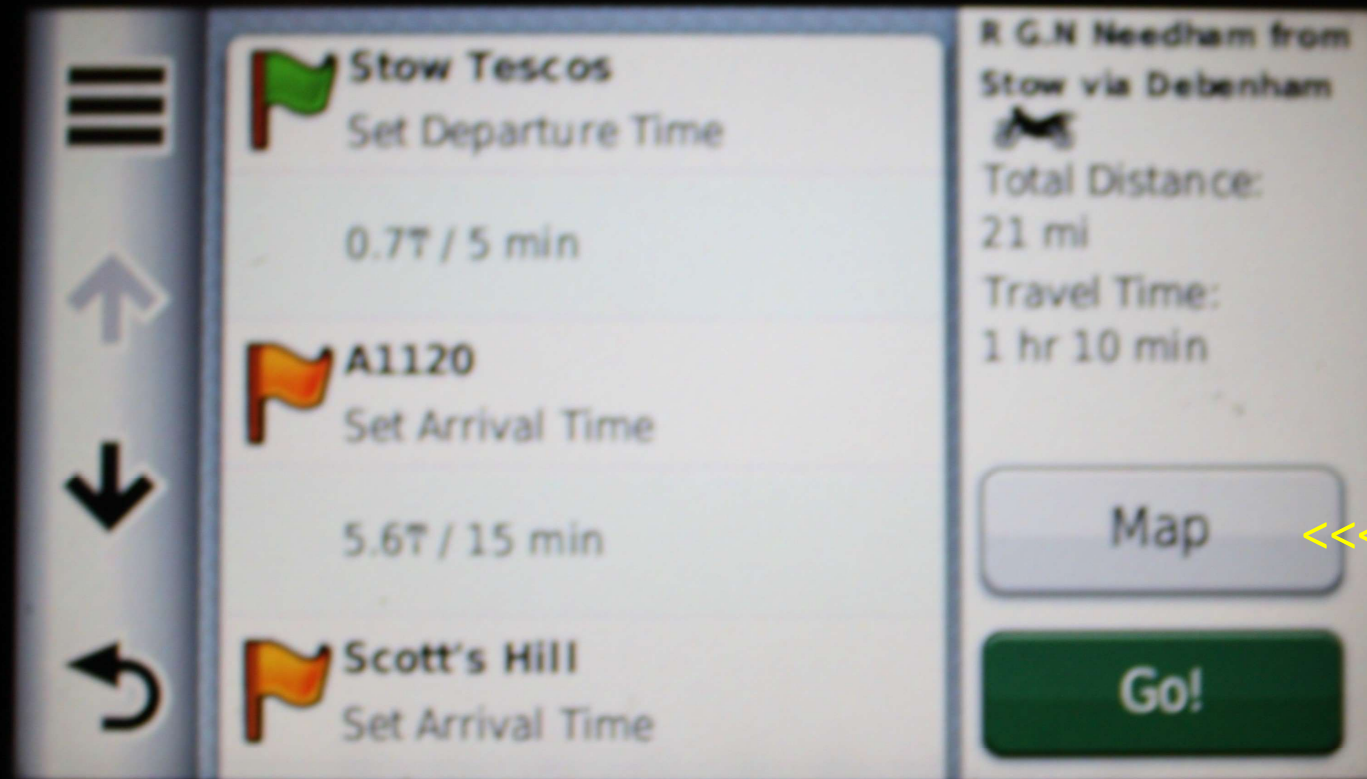 Stow Tescos
Set Departure Time
0.7₸ / 5 min
A1120
Set Arrival Time
5.6₸ / 15 min
Scott's Hill
Set Arrival Time
R G.N Needham from
Stow via Debenham
Total Distance:
21 mi
Travel Time:
1 hr 10 min
Map
<<<
Go!